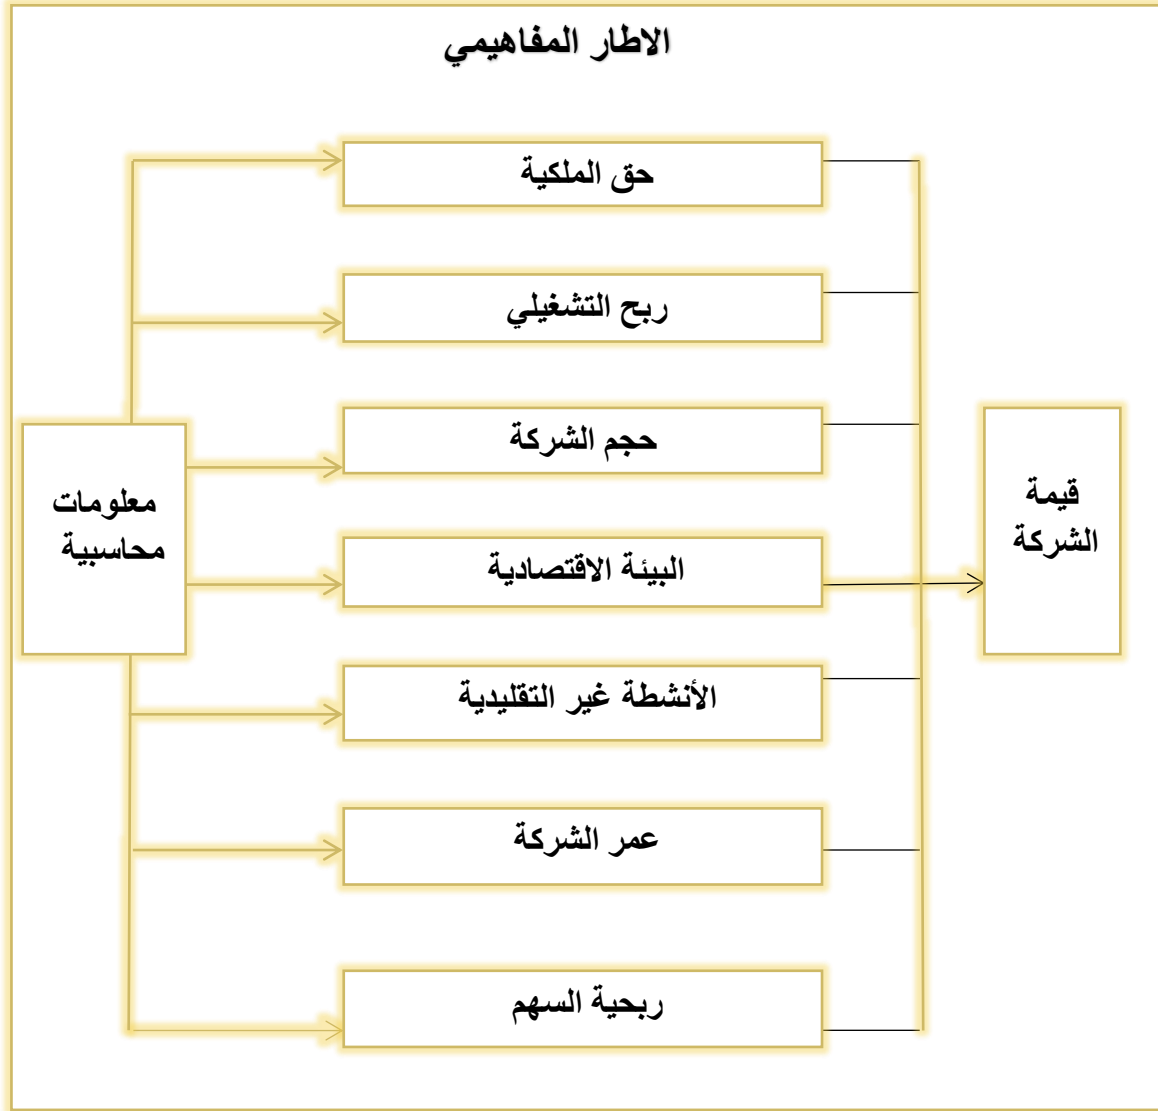 الاطار المفاهيمي
حق الملكية
ربح التشغيلي
حجم الشركة
معلومات
محاسبية
قيمة
الشركة
البيئة الاقتصادية
الأنشطة غير التقليدية
عمر الشركة
ربحية السهم